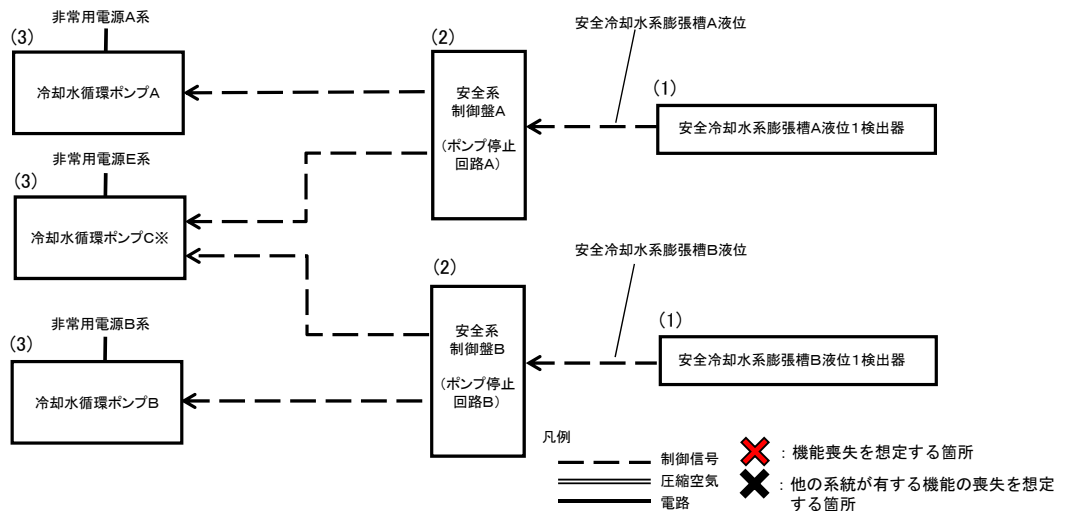 非常用電源A系
(3)
冷却水循環ポンプA
(2)
安全系
制御盤A
(ポンプ停止
回路A)
安全冷却水系膨張槽A液位
(1)
安全冷却水系膨張槽A液位1検出器
非常用電源E系
(3)
冷却水循環ポンプC※
(2)
安全系
制御盤B
(ポンプ停止
回路B)
安全冷却水系膨張槽B液位
(1)
安全冷却水系膨張槽B液位1検出器
非常用電源B系
(3)
冷却水循環ポンプB
凡例
制御信号
圧縮空気
電路
：機能喪失を想定する箇所
：他の系統が有する機能の喪失を想定
する箇所